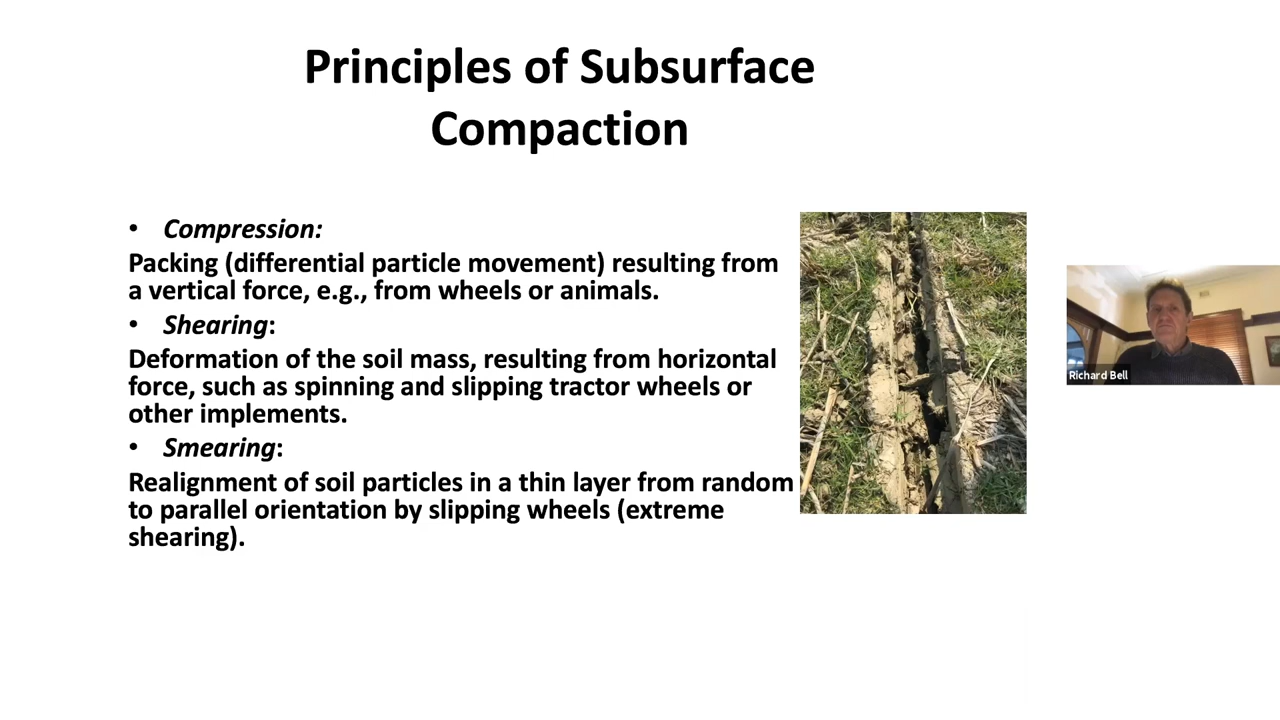 Principles of Subsurface
Compaction
• Compression:
Packing (differential particle movement) resulting from
a vertical force, e.g., from wheels or animals.
• Shearing:
Deformation of the soil mass, resulting from horizontal
force, such as spinning and slipping tractor wheels or
other implements.
• Smearing:
Realignment of soil particles in a thin layer from random
to parallel orientation by slipping wheels (extreme
shearing).
Richard Bell